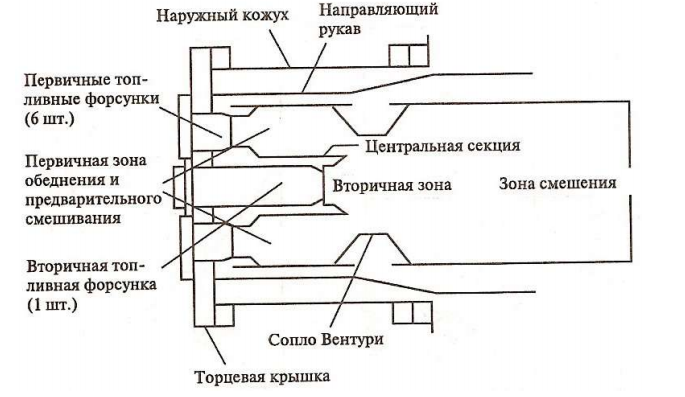 Наружный кожух
Направляющий
рукав
Первичные топ-
ливные форсунки
(6 шт.)
Центральная секция
Первичная зона
обеднения и
предварительного
смешивания
Вторичная зона
Зона смешения
Вторичная топ-
ливная форсунка
(1 шт.)
Сопло Вентури
Торцевая крышка